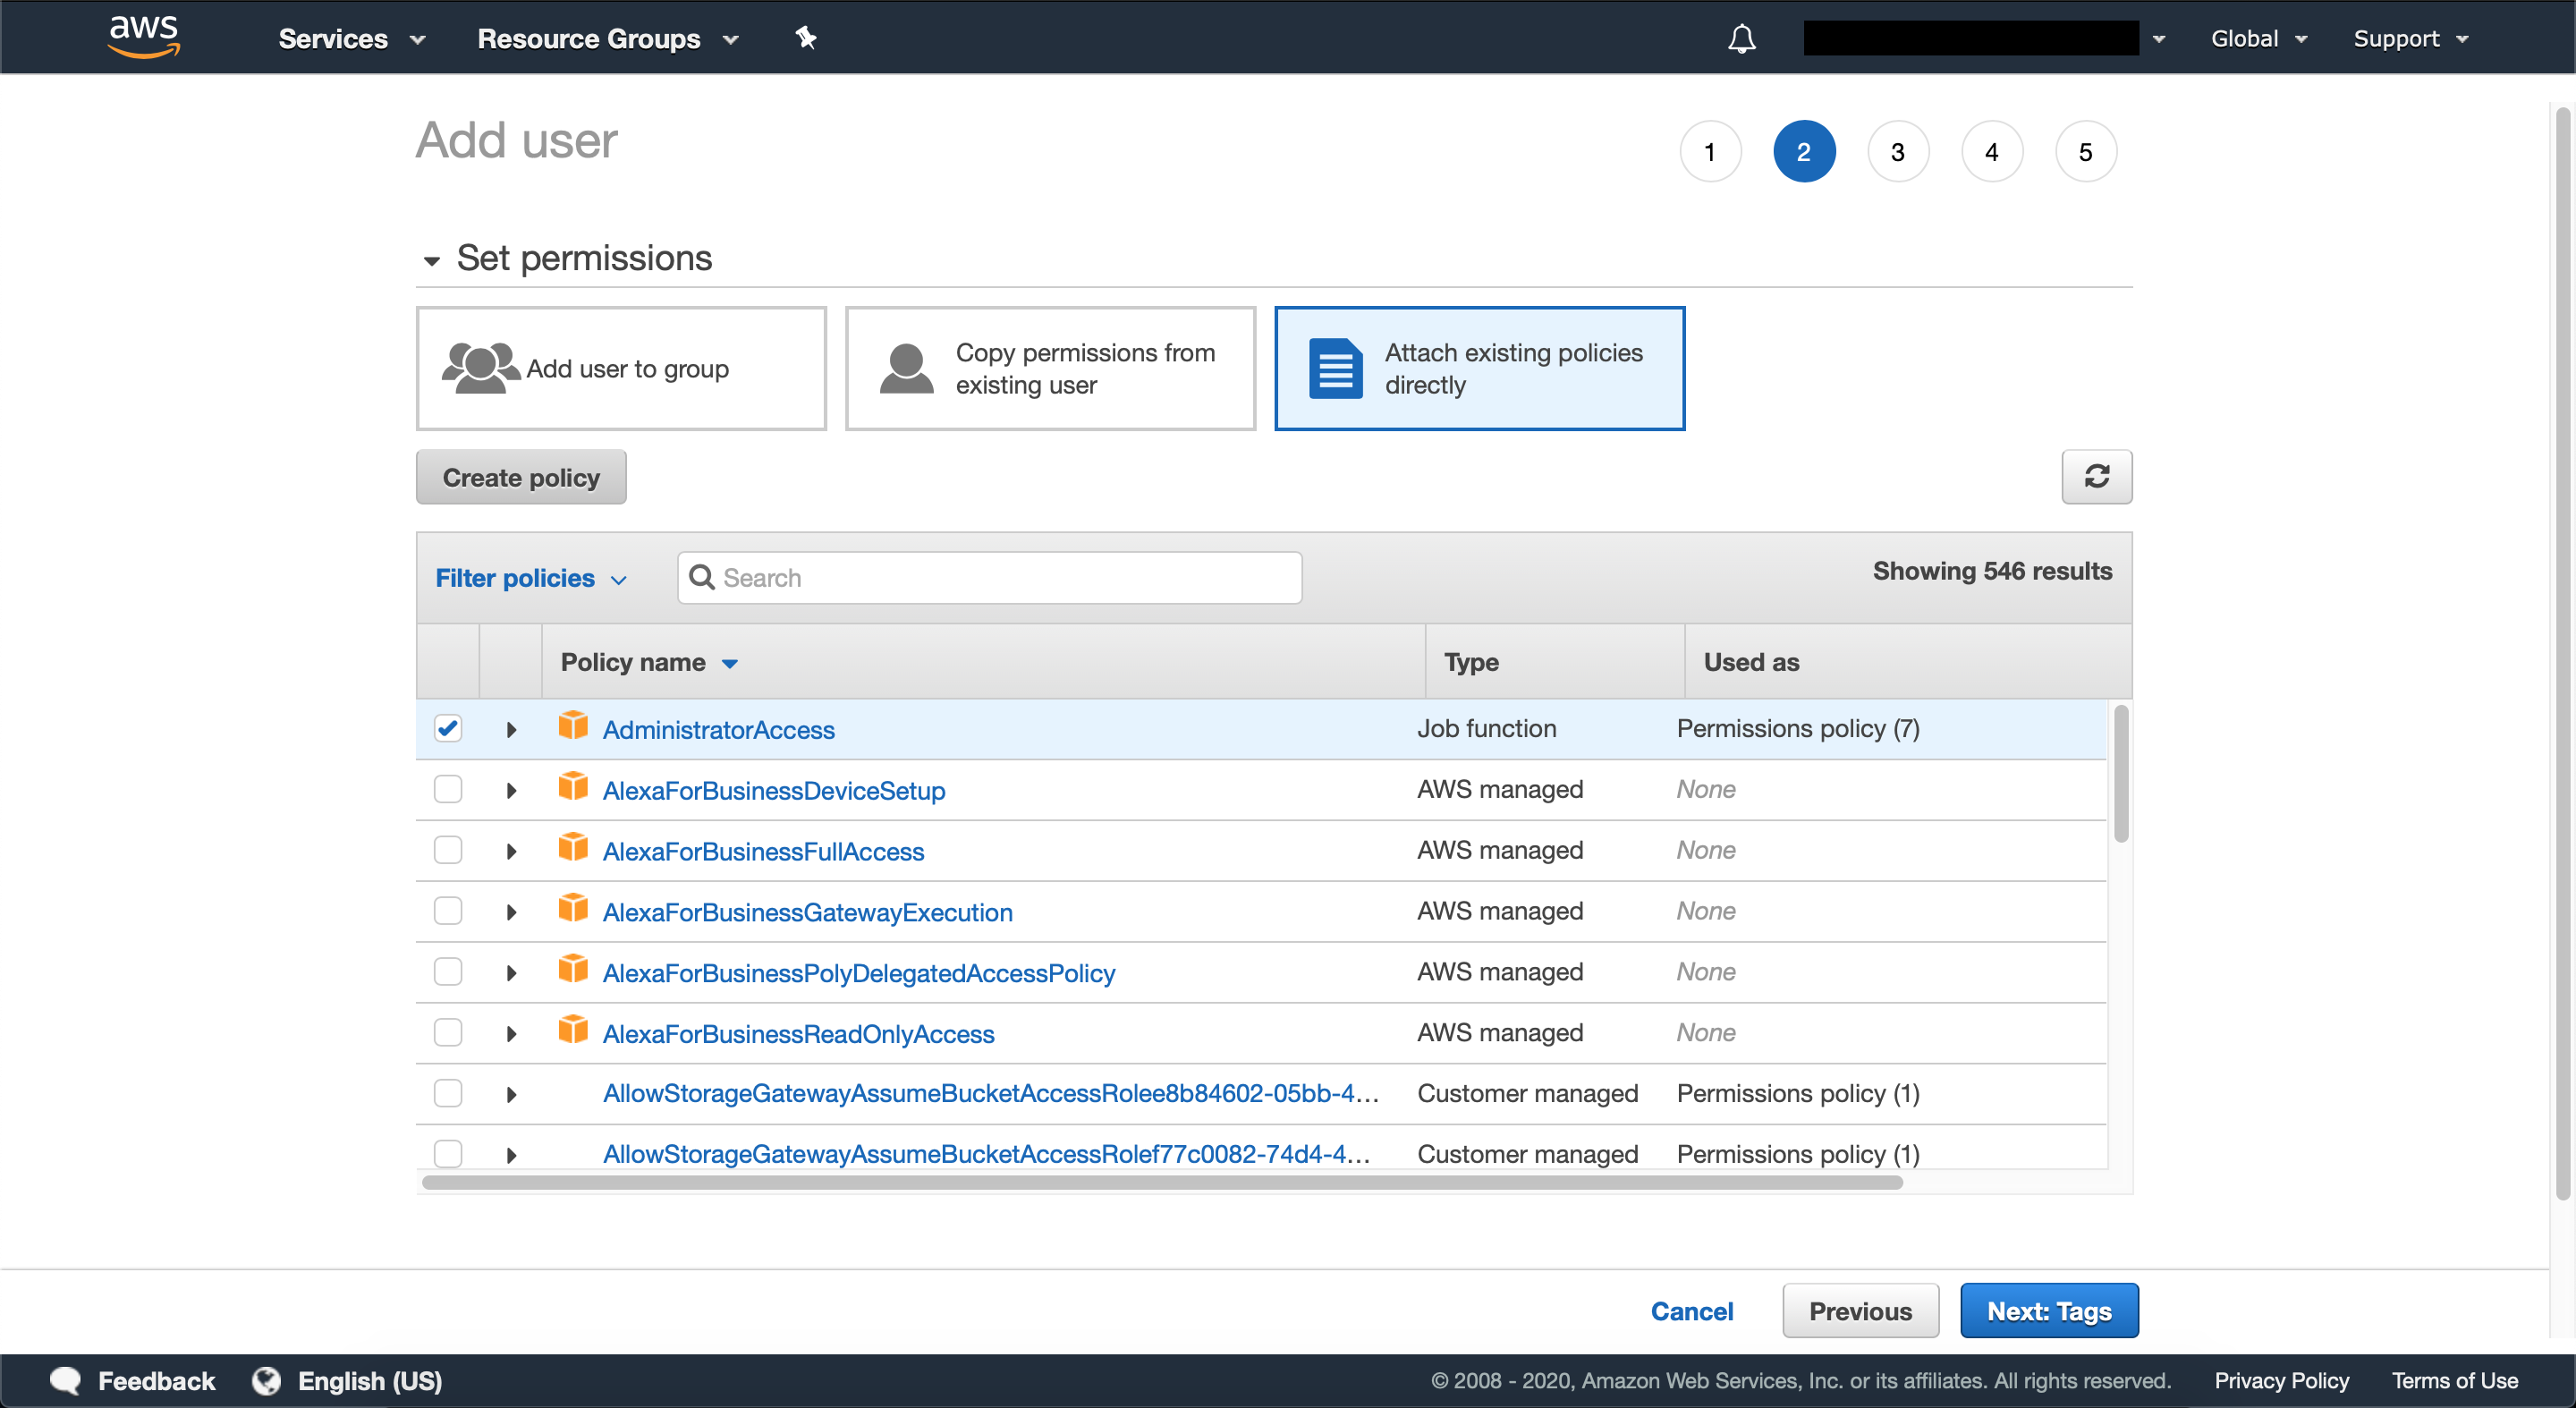 aws Services Resource Groups Global Support
Add user 1 2 3 4 5
Set permissions
Add user to group
Copy permissions from
existing user
Attach existing policies
directly
Create policy
Filter policies Search Showing 546 results
Policy name Type Used as
AdministratorAccess Job function Permissions policy (7)
AlexaForBusinessDeviceSetup AWS managed None
AlexaForBusinessFullAccess AWS managed None
AlexaForBusinessGatewayExecution AWS managed None
AlexaForBusinessPolyDelegatedAccessPolicy AWS managed None
AlexaForBusinessReadOnlyAccess AWS managed None
AllowStorageGatewayAssumeBucketAccessRolee8b84602-05bb-4... Customer managed Permissions policy (1)
AllowStorageGatewayAssumeBucketAccessRolef77c0082-74d4-4... Customer managed Permissions policy (1)
Cancel Previous Next: Tags
Feedback English (US) © 2008 - 2020, Amazon Web Services, Inc. or its affiliates. All rights reserved. Privacy Policy Terms of Use